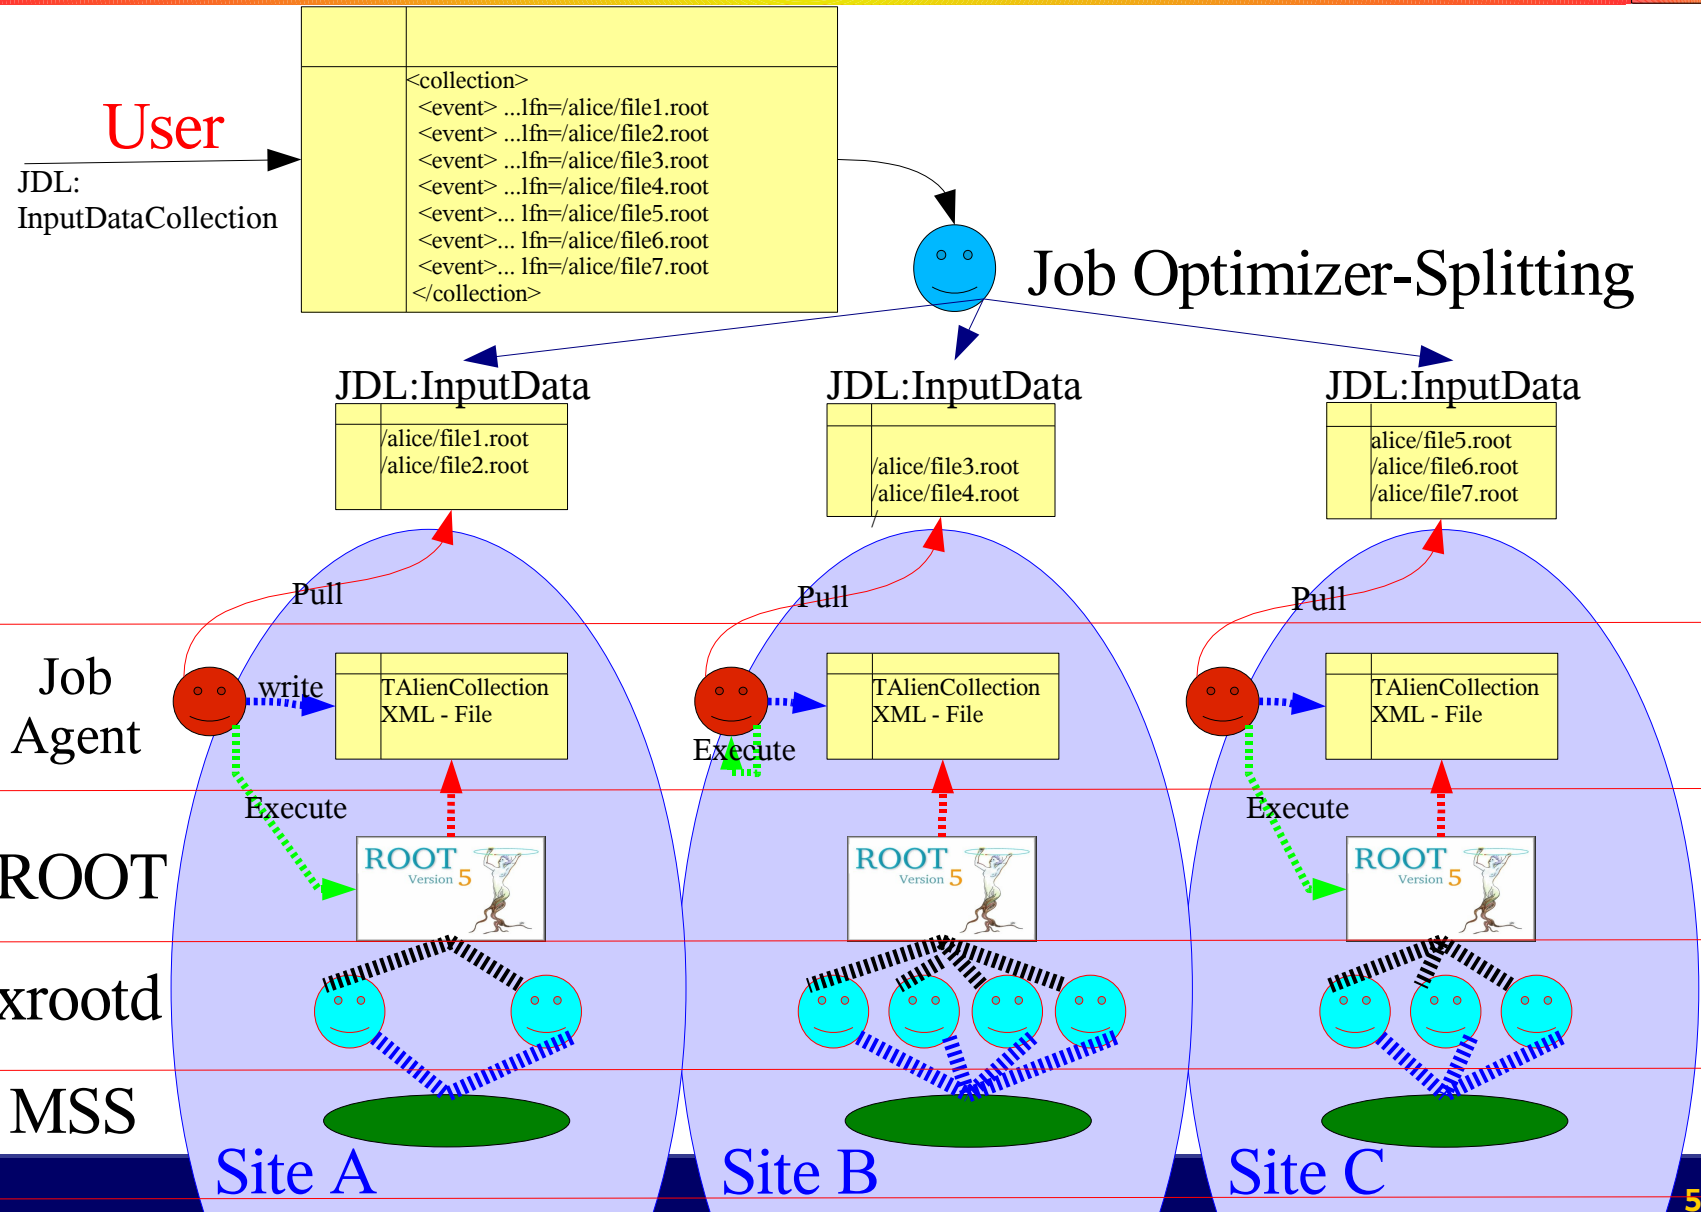 <collection>
<event> ...lfn=/alice/file1.root
<event> ...lfn=/alice/file2.root
<event> ...lfn=/alice/file3.root
<event> ...lfn=/alice/file4.root
<event>... lfn=/alice/file5.root
<event>... lfn=/alice/file6.root
<event>... lfn=/alice/file7.root
</collection>
User
JDL:
InputDataCollection
Job Optimizer-Splitting
JDL:InputData
/alice/file1.root
/alice/file2.root
JDL:InputData
/alice/file3.root
/alice/file4.root
/
JDL:InputData
alice/file5.root
/alice/file6.root
/alice/file7.root
Pull
Pull
Pull
Job
Agent
write
TAlienCollection
XML - File
Execute
TAlienCollection
XML - File
Execute
TAlienCollection
XML - File
Execute
ROOT
ROOT
Version 5
ROOT
Version 5
ROOT
Version 5
xrootd
MSS
Site A
Site B
Site C
5